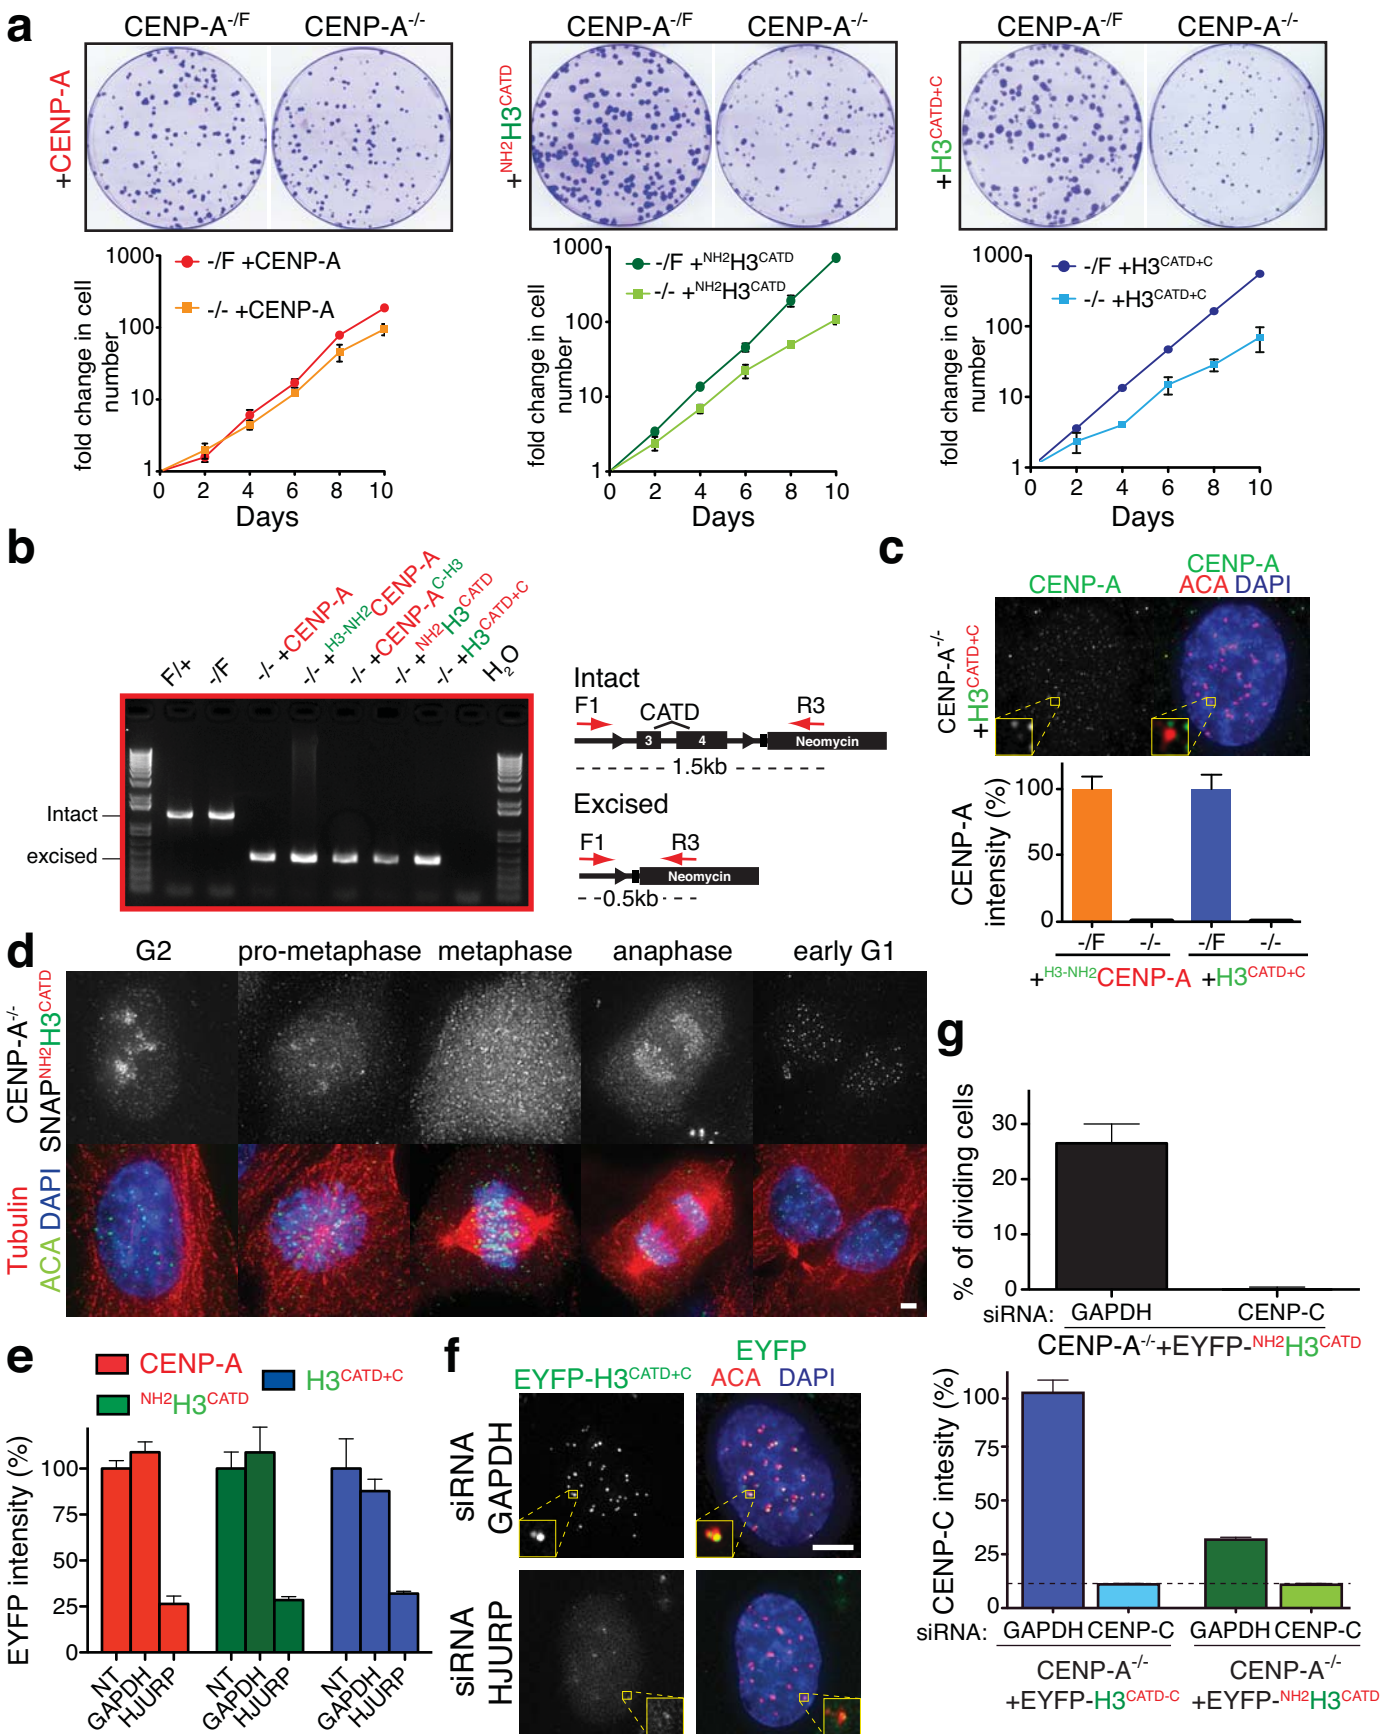 a
CENP-A-/F CENP-A-/- CENP-A-/F CENP-A-/- CENP-A-/F CENP-A-/-
+CENP-A
+NH2H3CATD
+H3CATD+C
fold change in cell number
1000
100
10
1
-/F +CENP-A
-/- +CENP-A
0 2 4 6 8 10
Days
fold change in cell number
1000
100
10
1
-/F +NH2H3CATD
-/- +NH2H3CATD
0 2 4 6 8 10
Days
fold change in cell number
1000
100
10
1
-/F +H3CATD+C
-/- +H3CATD+C
0 2 4 6 8 10
Days
b
F/+
-/F
-/- +CENP-A
-/- +H3-NH2CENP-A
-/- +CENP-AC-H3
-/- +NH2H3CATD
-/- +H3CATD+C
H2O
Intact
excised
Intact
F1 CATD R3
3 4 Neomycin
1.5kb
Excised
F1 R3
Neomycin
0.5kb
c
CENP-A
CENP-A
ACA DAPI
CENP-A-/-
+H3CATD+C
CENP-A intensity (%)
100
50
0
-/F -/- -/F -/-
+H3-NH2CENP-A +H3CATD+C
d
G2 pro-metaphase metaphase anaphase early G1
CENP-A-/-
SNAPNH2H3CATD
Tubulin
ACA DAPI
e
CENP-A
H3CATD+C
NH2H3CATD
EYFP intensity (%)
100
75
50
25
0
NT GAPDH HJURP NT GAPDH HJURP NT GAPDH HJURP
f
EYFP-H3CATD+C
EYFP
ACA DAPI
siRNA GAPDH
siRNA HJURP
g
% of dividing cells
30
20
10
0
siRNA: GAPDH CENP-C
CENP-A-/-+EYFP-NH2H3CATD
CENP-C intesity (%)
100
75
50
25
0
siRNA: GAPDH CENP-C GAPDH CENP-C
CENP-A-/- CENP-A-/-
+EYFP-H3CATD-C +EYFP-NH2H3CATD